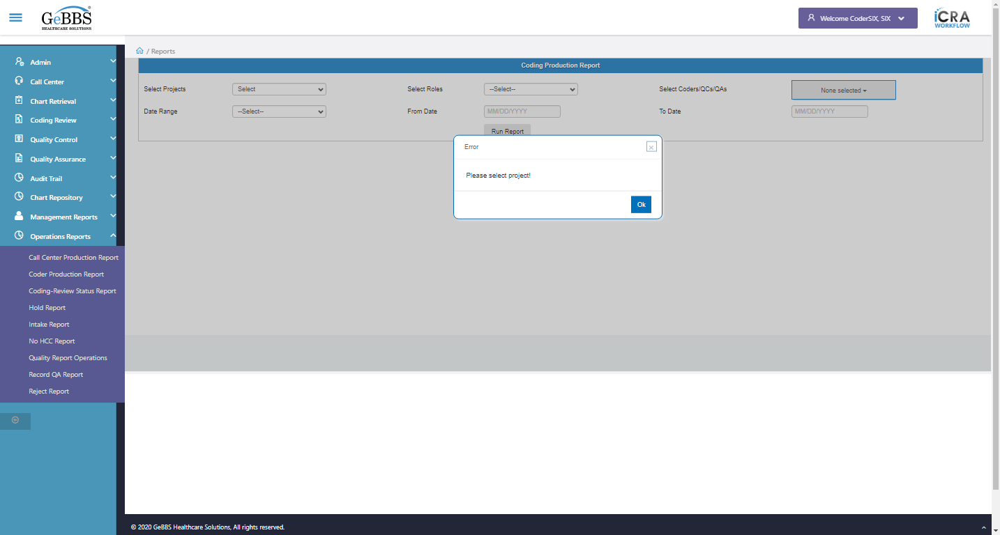 GeBBS
HEALTHCARE SOLUTIONS
Welcome CoderSIX, SIX
iCRA
WORKFLOW
/ Reports
Admin
Call Center
Chart Retrieval
Coding Review
Quality Control
Quality Assurance
Audit Trail
Chart Repository
Management Reports
Operations Reports
Call Center Production Report
Coder Production Report
Coding-Review Status Report
Hold Report
Intake Report
No HCC Report
Quality Report Operations
Record QA Report
Reject Report
Coding Production Report
Select Projects Select Select Roles --Select-- Select Coders/QCs/QAs None selected
Date Range --Select-- From Date MM/DD/YYYY To Date MM/DD/YYYY
Run Report
Error
Please select project!
Ok
© 2020 GeBBS Healthcare Solutions, All rights reserved.